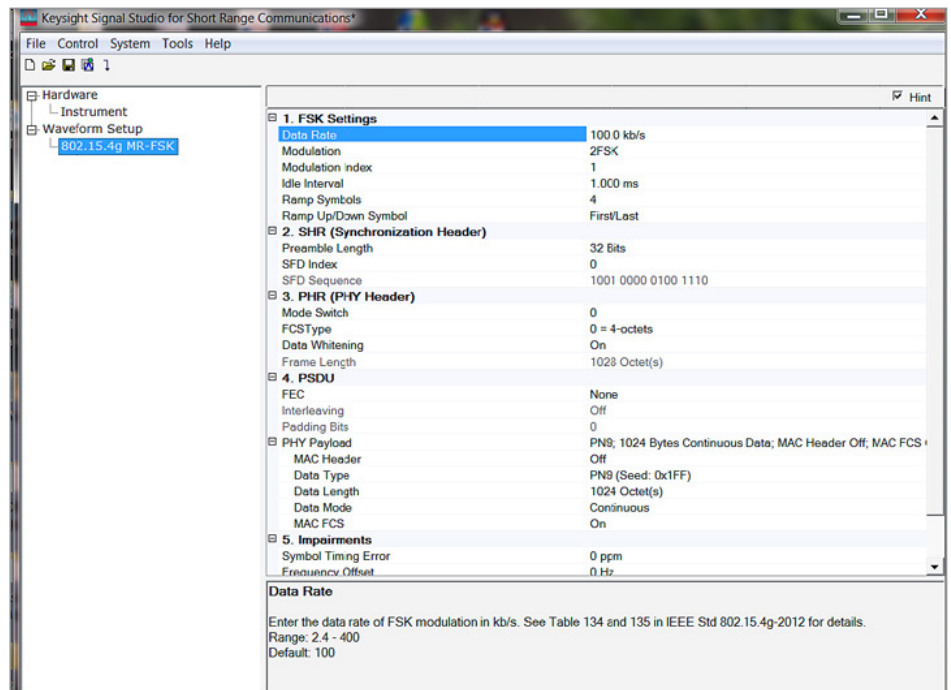 Keysight Signal Studio for Short Range Communications*
File Control System Tools Help
Hardware
Instrument
Waveform Setup
802.15.4g MR-FSK
Hint
1. FSK Settings
Data Rate 100.0 kb/s
Modulation 2FSK
Modulation Index 1
Idle Interval 1.000 ms
Ramp Symbols 4
Ramp Up/Down Symbol First/Last
2. SHR (Synchronization Header)
Preamble Length 32 Bits
SFD Index 0
SFD Sequence 1001 0000 0100 1110
3. PHR (PHY Header)
Mode Switch 0
FCSType 0 = 4-octets
Data Whitening On
Frame Length 1028 Octet(s)
4. PSDU
FEC None
Interleaving Off
Padding Bits 0
PHY Payload PN9; 1024 Bytes Continuous Data; MAC Header Off; MAC FCS
MAC Header Off
Data Type PN9 (Seed: 0x1FF)
Data Length 1024 Octet(s)
Data Mode Continuous
MAC FCS On
5. Impairments
Symbol Timing Error 0 ppm
Frequency Offset 0 Hz
Data Rate
Enter the data rate of FSK modulation in kb/s. See Table 134 and 135 in IEEE Std 802.15.4g-2012 for details.
Range: 2.4 - 400
Default: 100